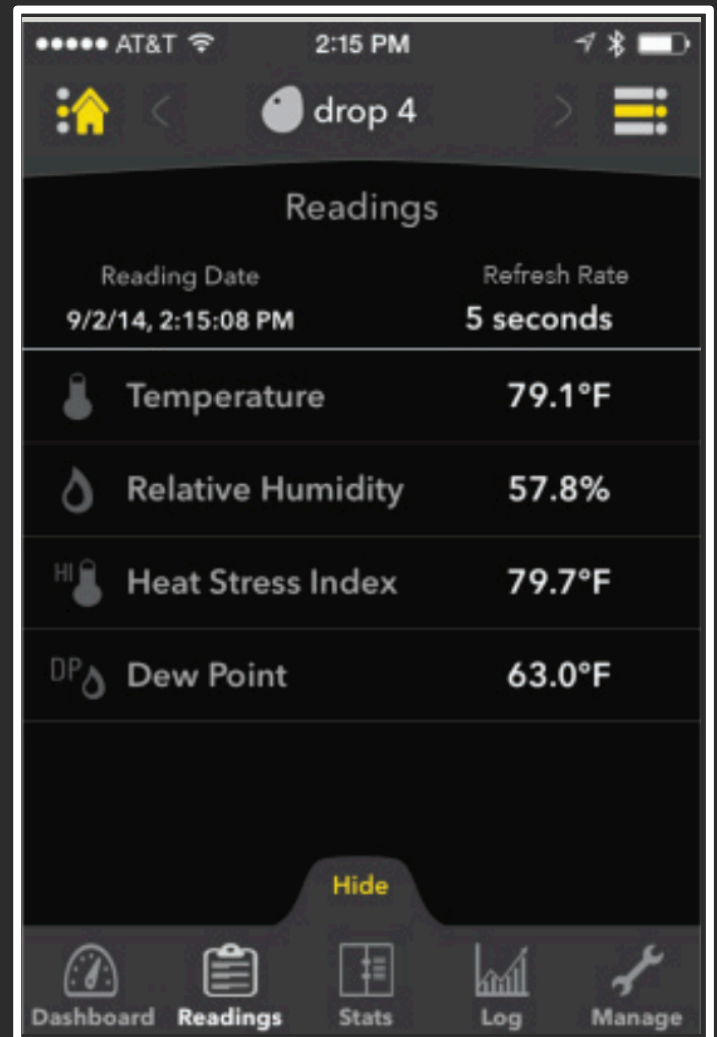 AT&T 2:15 PM
drop 4
Readings
Reading Date Refresh Rate
9/2/14, 2:15:08 PM 5 seconds
Temperature 79.1°F
Relative Humidity 57.8%
HI Heat Stress Index 79.7°F
DP Dew Point 63.0°F
Hide
Dashboard Readings Stats Log Manage